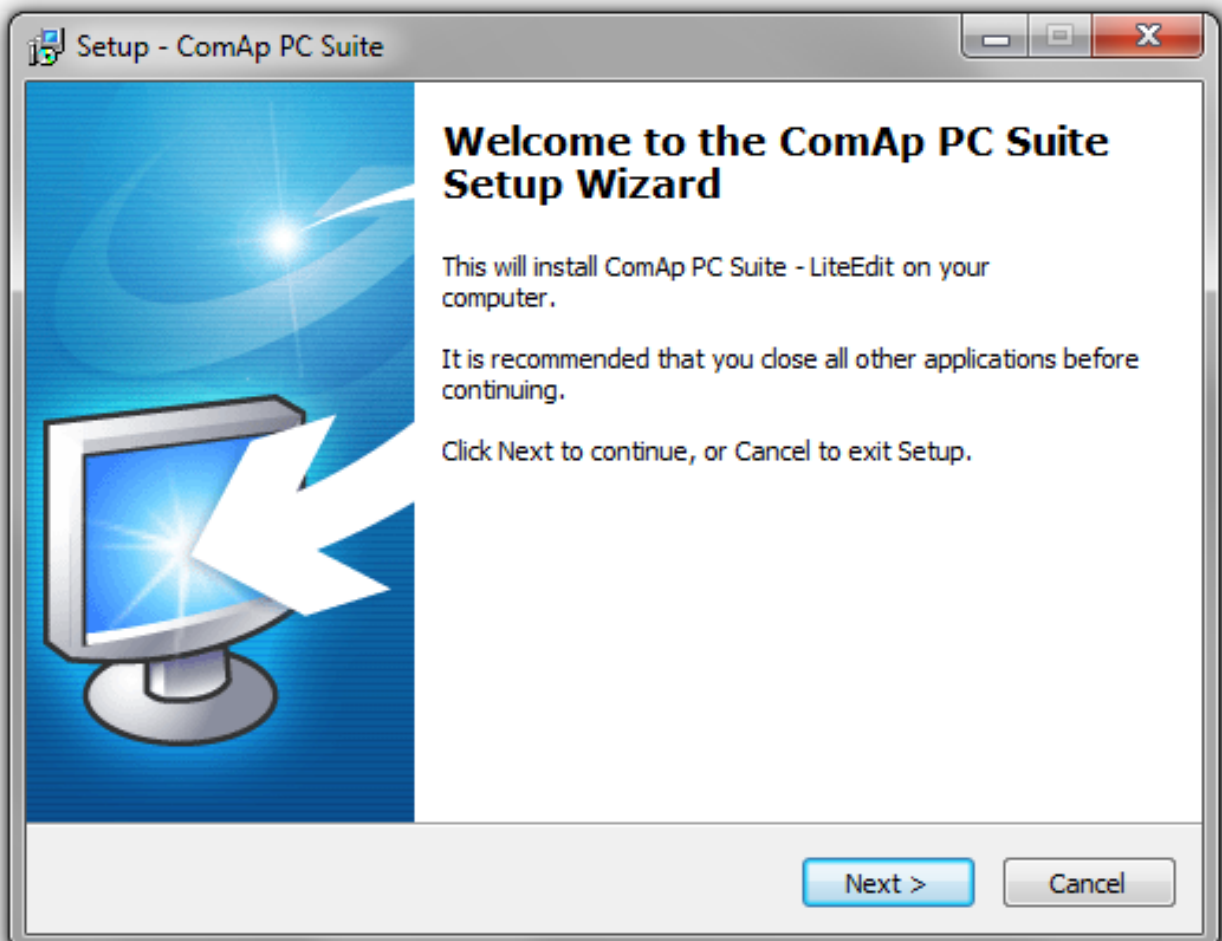 Setup - ComAp PC Suite
Welcome to the ComAp PC Suite
Setup Wizard
This will install ComAp PC Suite - LiteEdit on your
computer.
It is recommended that you close all other applications before
continuing.
Click Next to continue, or Cancel to exit Setup.
Next >
Cancel